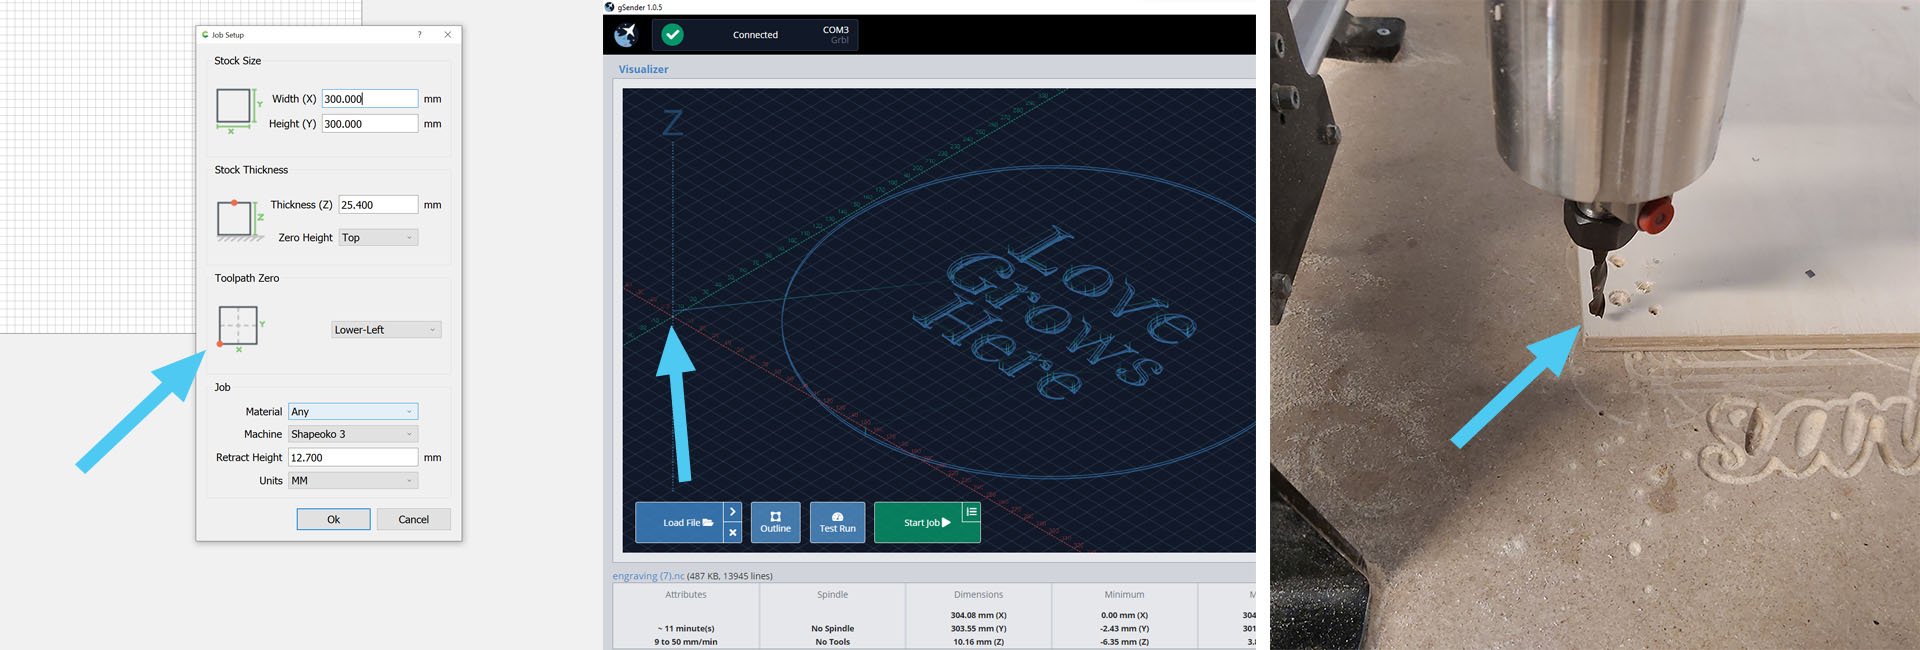 Job Setup
?
Stock Size
Y
X
Width (X) 300.000 mm
Height (Y) 300.000 mm
Stock Thickness
Z
Thickness (Z) 25.400 mm
Zero Height Top
Toolpath Zero
Y
X
Lower-Left
Job
Material Any
Machine Shapeoko 3
Retract Height 12.700 mm
Units MM
Ok Cancel
gSender 1.0.5
Connected
COM3
Grbl
Visualizer
Z
Love
Grows
Here
Load File
Outline
Test Run
Start Job
engraving (7).nc (487 KB, 13945 lines)
Attributes Spindle Dimensions Minimum M
304.08 mm (X) 0.00 mm (X) 304
~ 11 minute(s) No Spindle 303.55 mm (Y) -2.43 mm (Y) 301
9 to 50 mm/min No Tools 10.16 mm (Z) -6.35 mm (Z) 3.8